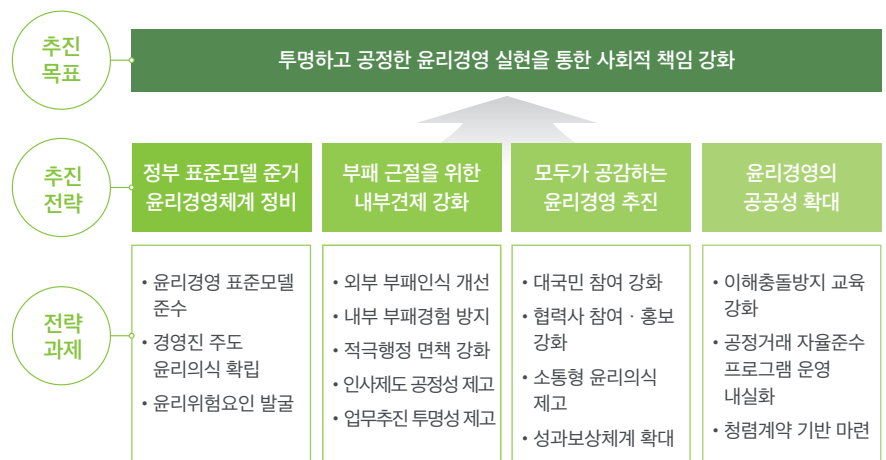 추진
목표
투명하고 공정한 윤리경영 실현을 통한 사회적 책임 강화
추진
전략
정부 표준모델 준거
윤리경영체계 정비
부패 근절을 위한
내부견제 강화
모두가 공감하는
윤리경영 추진
윤리경영의
공공성 확대
전략
과제
• 윤리경영 표준모델
준수
• 경영진 주도
윤리의식 확립
• 윤리위험요인 발굴
• 외부 부패인식 개선
• 내부 부패경험 방지
• 적극행정 면책 강화
• 인사제도 공정성 제고
• 업무추진 투명성 제고
• 대국민 참여 강화
• 협력사 참여 · 홍보
강화
• 소통형 윤리의식
제고
• 성과보상체계 확대
• 이해충돌방지 교육
강화
• 공정거래 자율준수
프로그램 운영
내실화
• 청렴계약 기반 마련